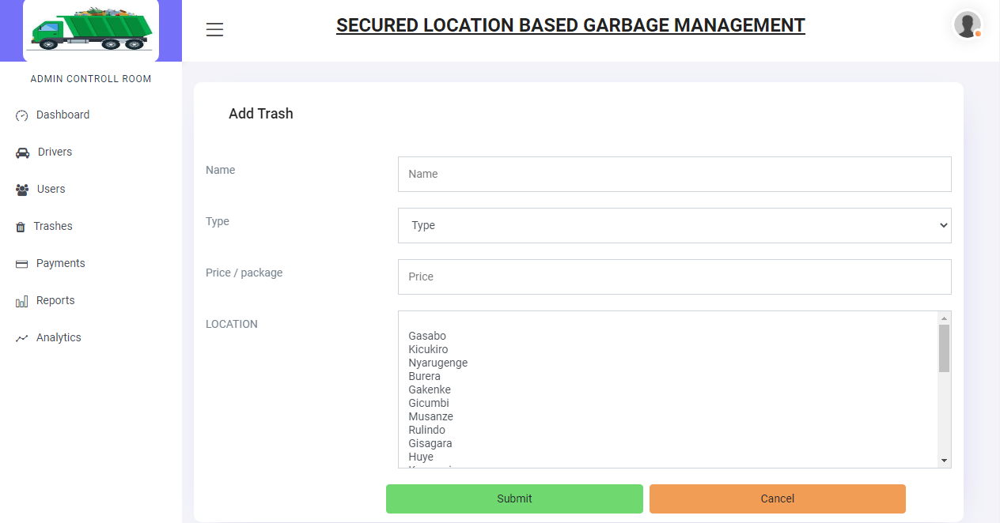 SECURED LOCATION BASED GARBAGE MANAGEMENT
ADMIN CONTROLL ROOM
Dashboard
Drivers
Users
Trashes
Payments
Reports
Analytics
Add Trash
Name
Name
Type
Type
Price / package
Price
LOCATION
Gasabo
Kicukiro
Nyarugenge
Burera
Gakenke
Gicumbi
Musanze
Rulindo
Gisagara
Huye
Submit
Cancel